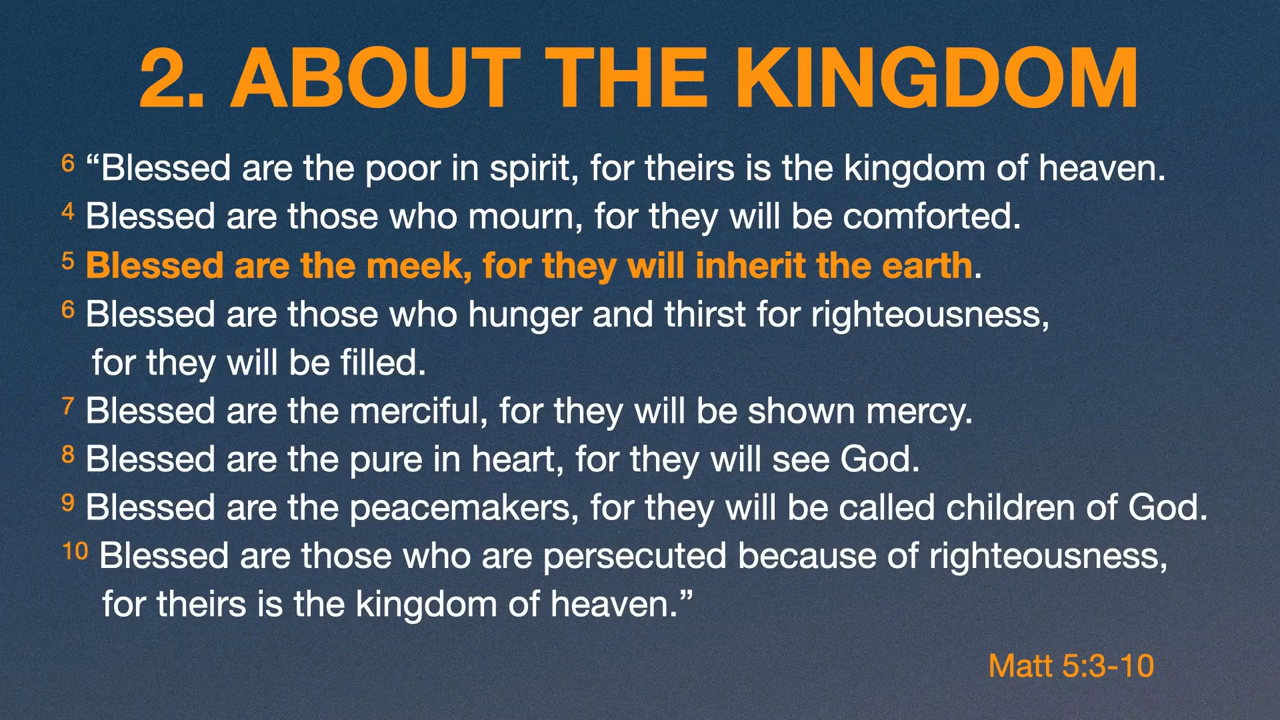 2. ABOUT THE KINGDOM
6 “Blessed are the poor in spirit, for theirs is the kingdom of heaven.
4 Blessed are those who mourn, for they will be comforted.
5 Blessed are the meek, for they will inherit the earth.
6 Blessed are those who hunger and thirst for righteousness,
for they will be filled.
7 Blessed are the merciful, for they will be shown mercy.
8 Blessed are the pure in heart, for they will see God.
9 Blessed are the peacemakers, for they will be called children of God.
10 Blessed are those who are persecuted because of righteousness,
for theirs is the kingdom of heaven.”
Matt 5:3-10